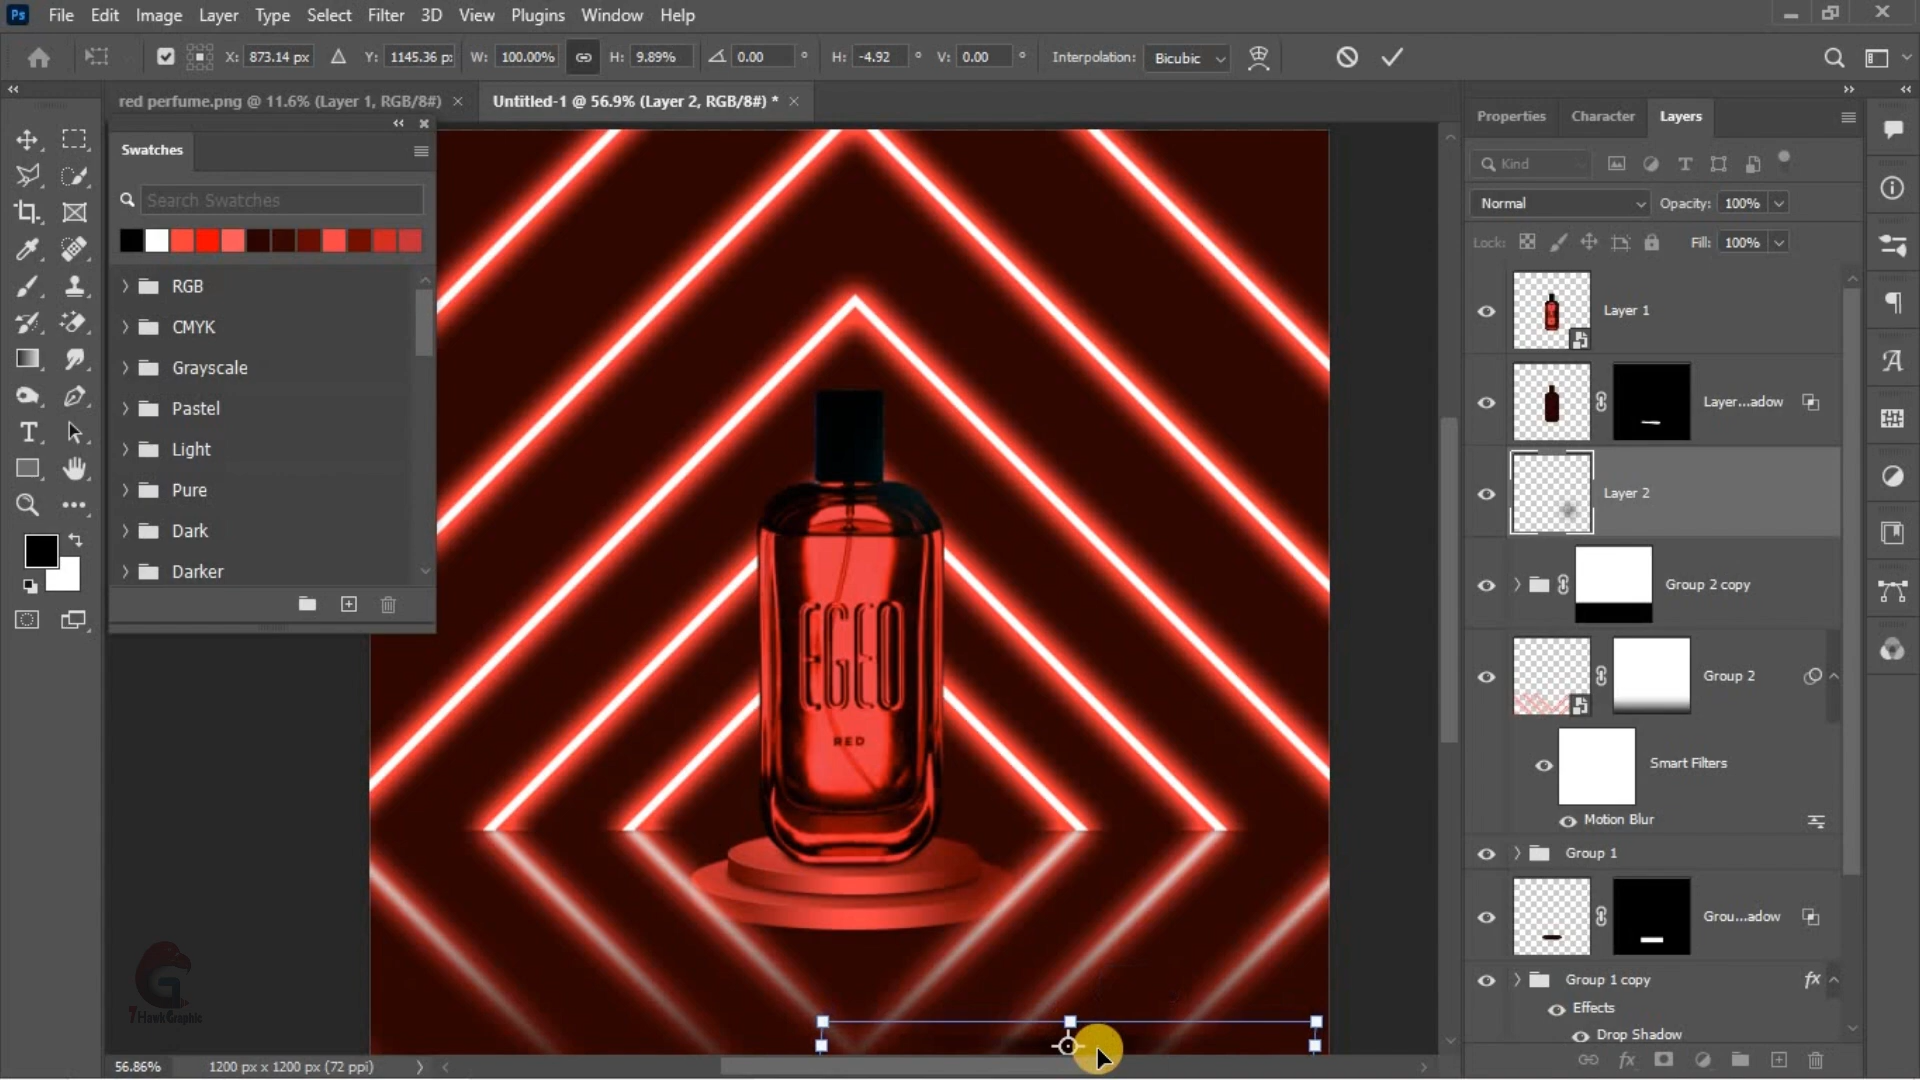 Ps File Edit Image Layer Type Select Filter 3D View Plugins Window Help
X: 873.14 px Y: 1145.36 p: W: 100.00% H: 9.89% 0.00 ° H: -4.92 ° V: 0.00 ° Interpolation: Bicubic
red perfume.png @ 11.6% (Layer 1, RGB/8#) Untitled-1 @ 56.9% (Layer 2, RGB/8#) *
Swatches
Search Swatches
RGB
CMYK
Grayscale
Pastel
Light
Pure
Dark
Darker
EGEO
RED
7HawkGraphic
Properties Character Layers
Kind
Normal Opacity: 100%
Lock: Fill: 100%
Layer 1
Layer...adow
Layer 2
Group 2 copy
Group 2
Smart Filters
Motion Blur
Group 1
Grou...adow
Group 1 copy fx
Effects
Drop Shadow
56.86% 1200 px x 1200 px (72 ppi)